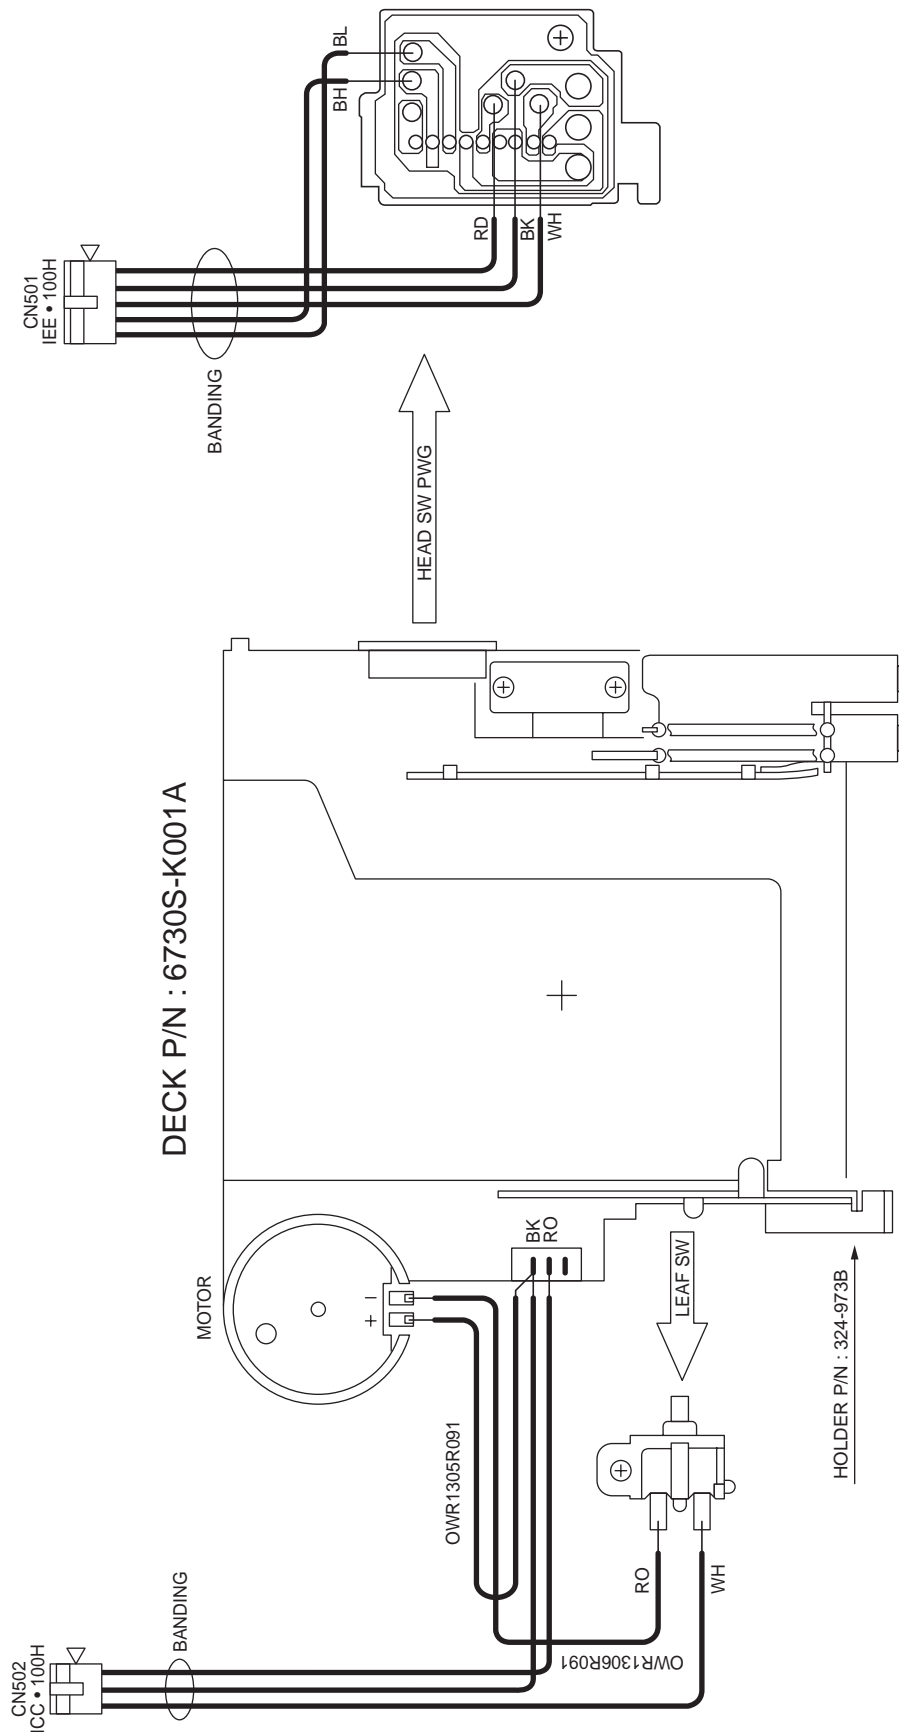 CN501
IEE • 100H
BANDING
BH
BL
RD
BK
WH
HEAD SW PWG
DECK P/N : 6730S-K001A
MOTOR
+
−
BK
RO
OWR1305R091
LEAF SW
HOLDER P/N : 324-973B
CN502
ICC • 100H
BANDING
RO
WH
OWR1306R091